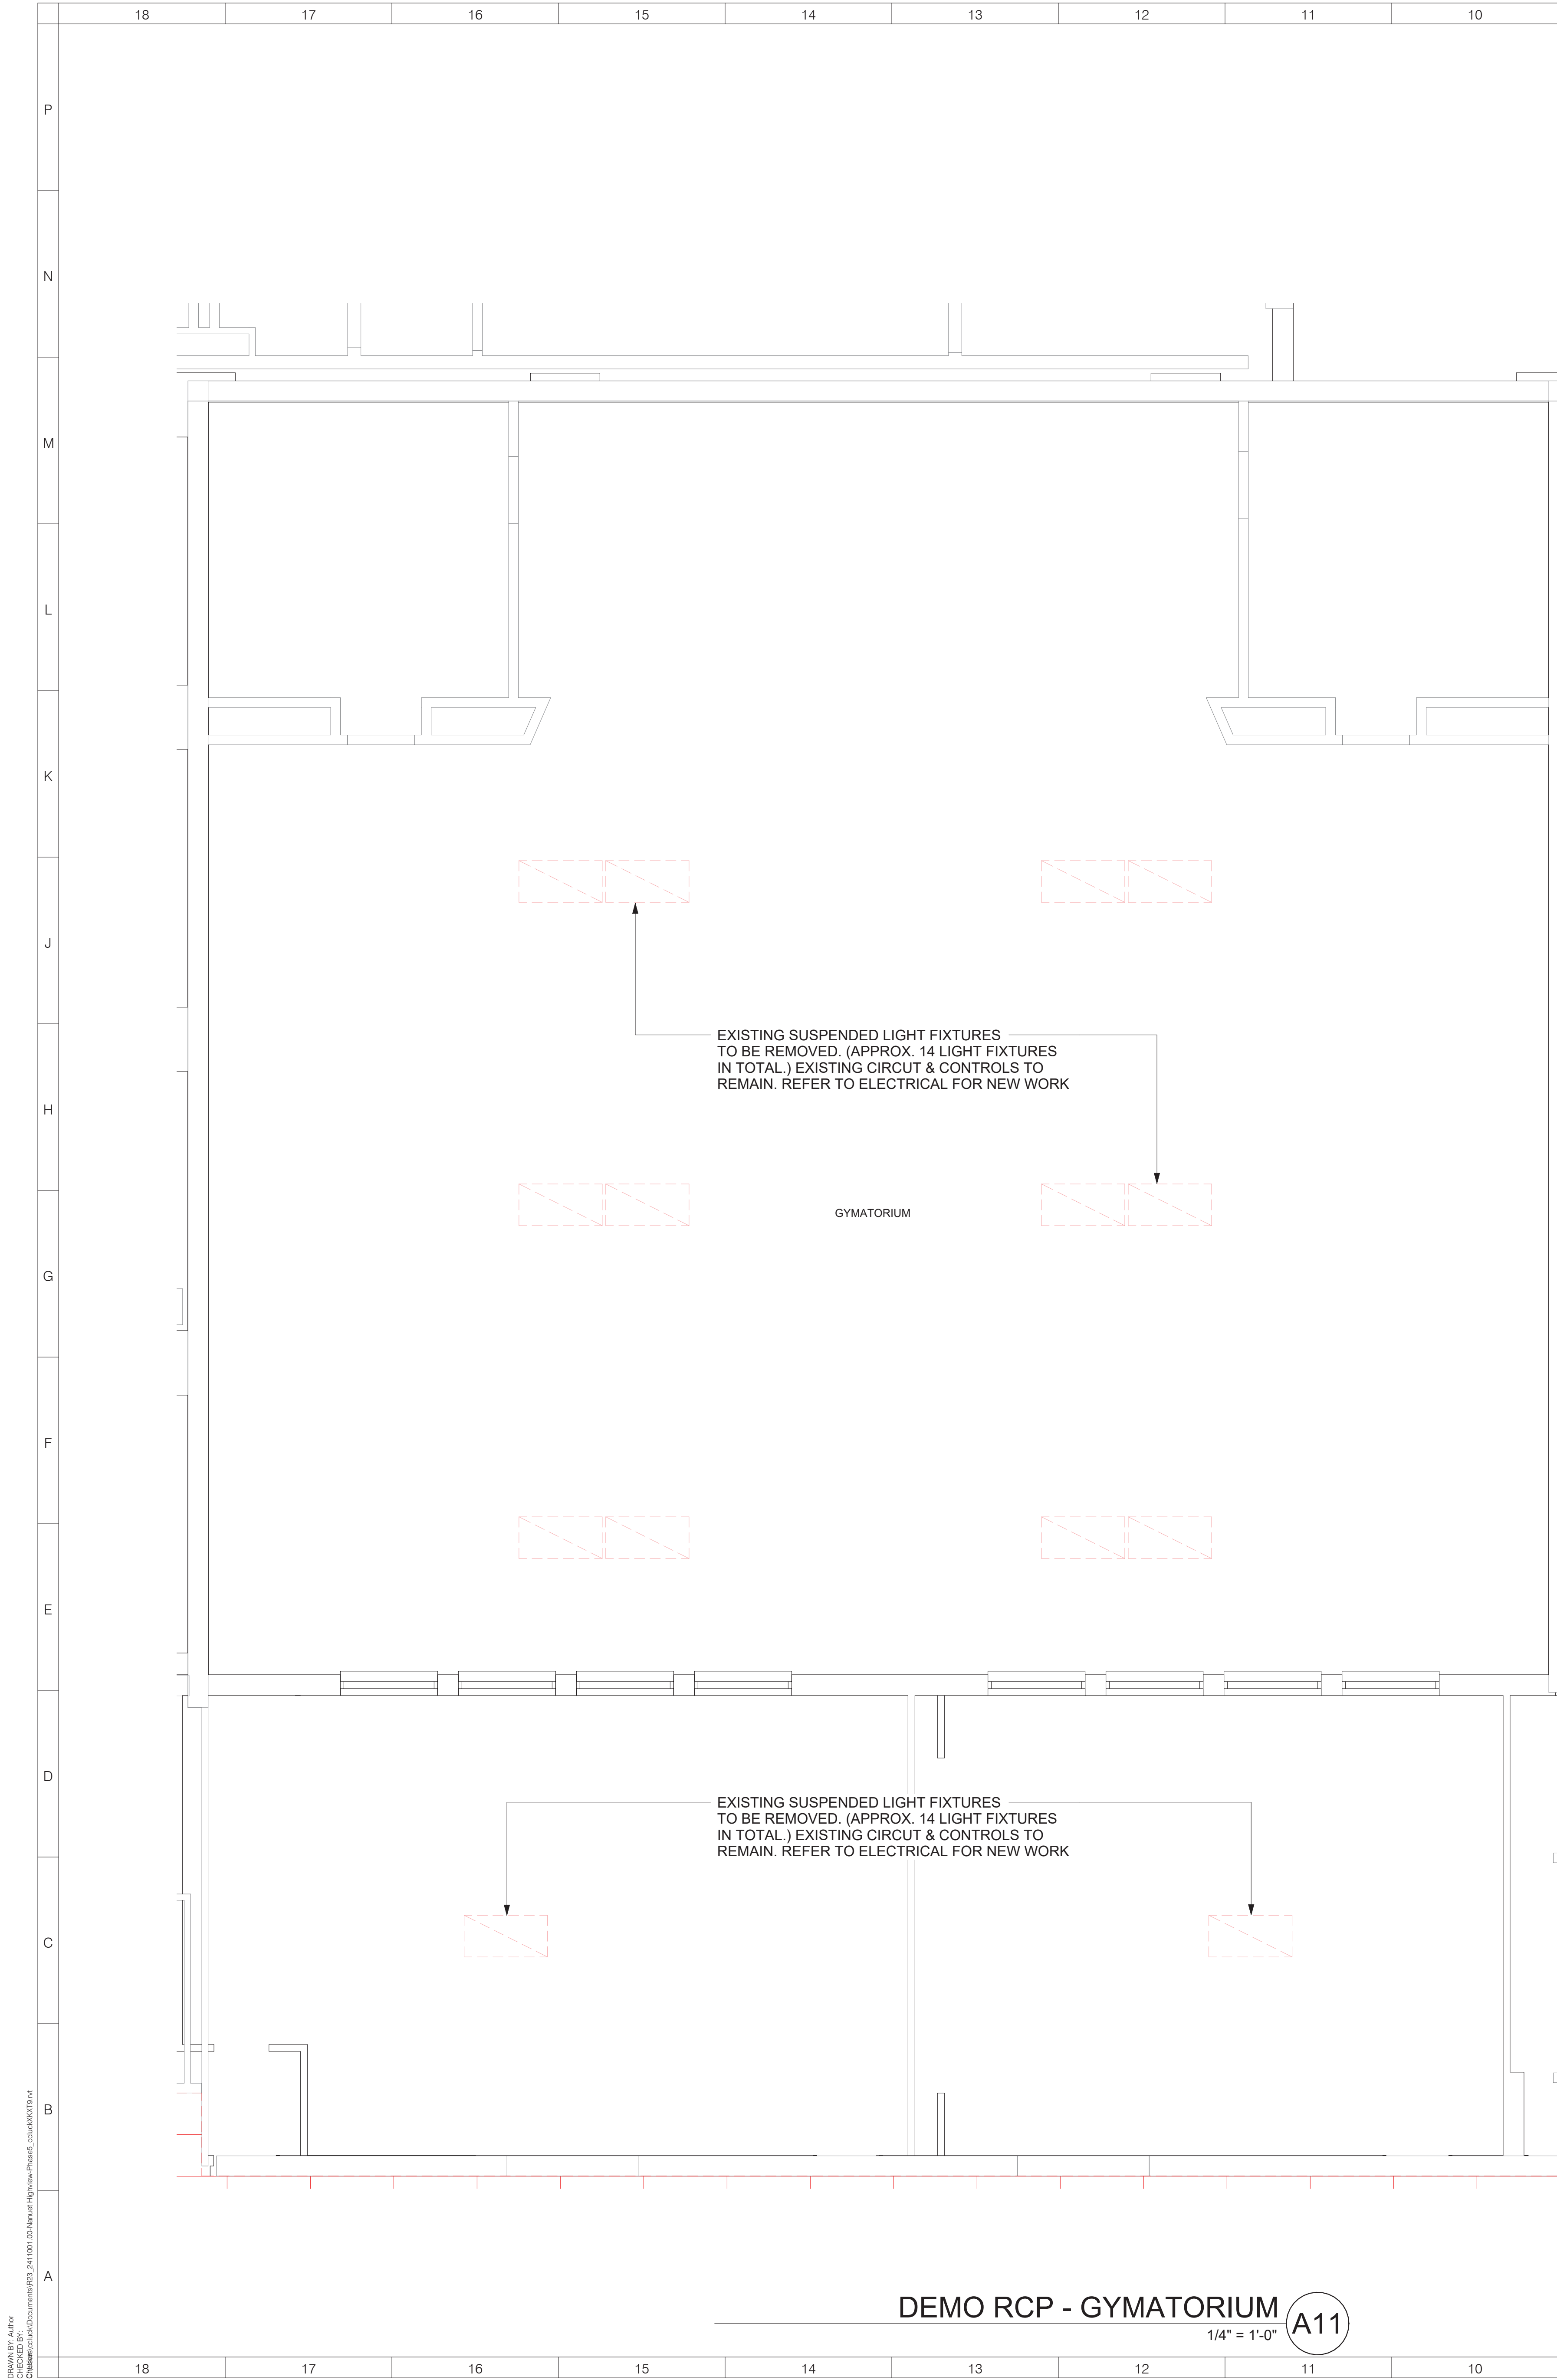 18 17 16 15 14 13 12 11 10
P
N
M
L
K
J
EXISTING SUSPENDED LIGHT FIXTURES
TO BE REMOVED. (APPROX. 14 LIGHT FIXTURES
IN TOTAL.) EXISTING CIRCUT & CONTROLS TO
REMAIN. REFER TO ELECTRICAL FOR NEW WORK
H
GYMATORIUM
G
F
E
D
EXISTING SUSPENDED LIGHT FIXTURES
TO BE REMOVED. (APPROX. 14 LIGHT FIXTURES
IN TOTAL.) EXISTING CIRCUT & CONTROLS TO
REMAIN. REFER TO ELECTRICAL FOR NEW WORK
C
B
A
DEMO RCP - GYMATORIUM A11
1/4" = 1'-0"
18 17 16 15 14 13 12 11 10
DRAWN BY: Author
CHECKED BY: